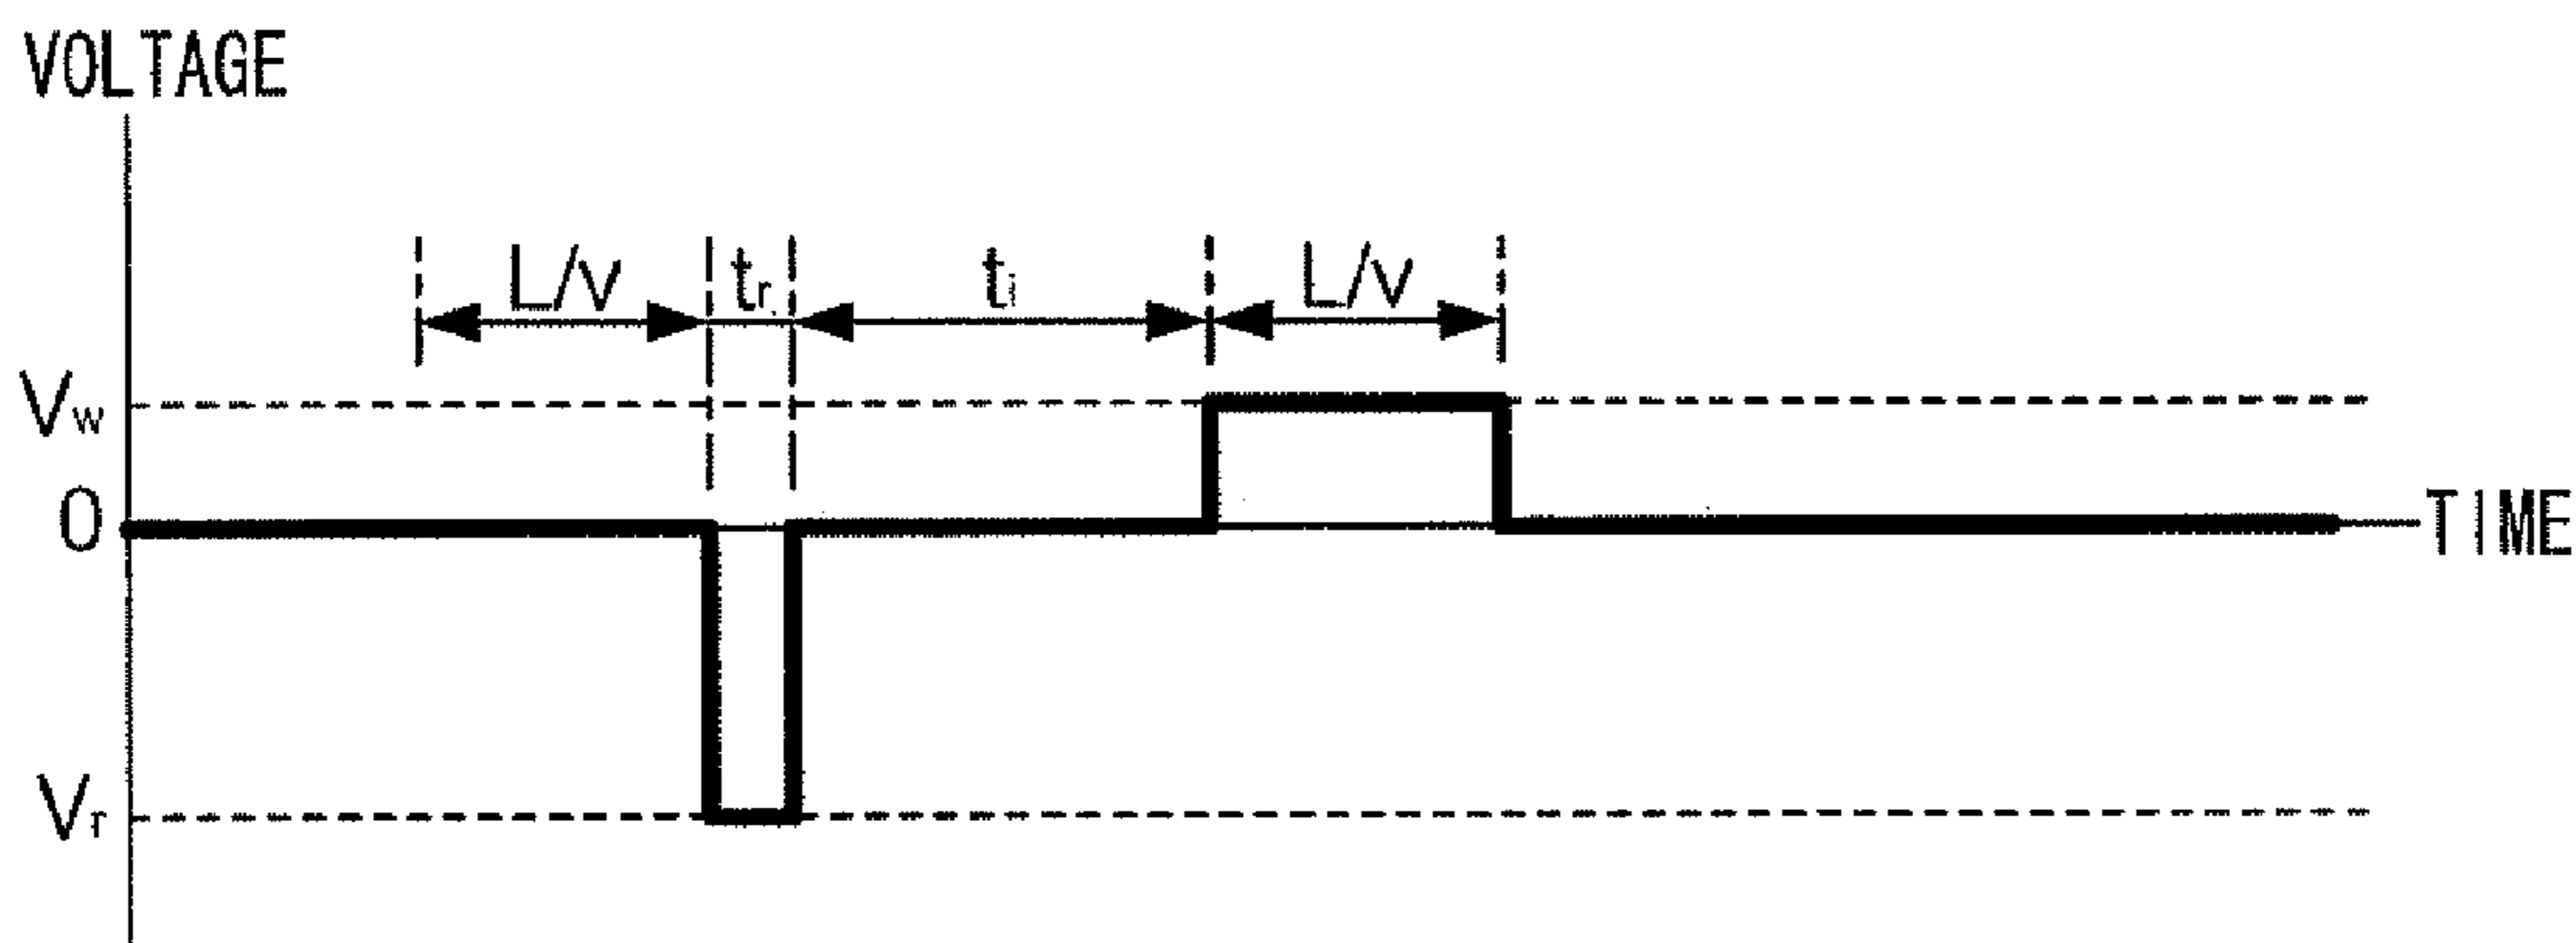 VOLTAGE
L/v tr ti L/v
Vw
0
TIME
Vr